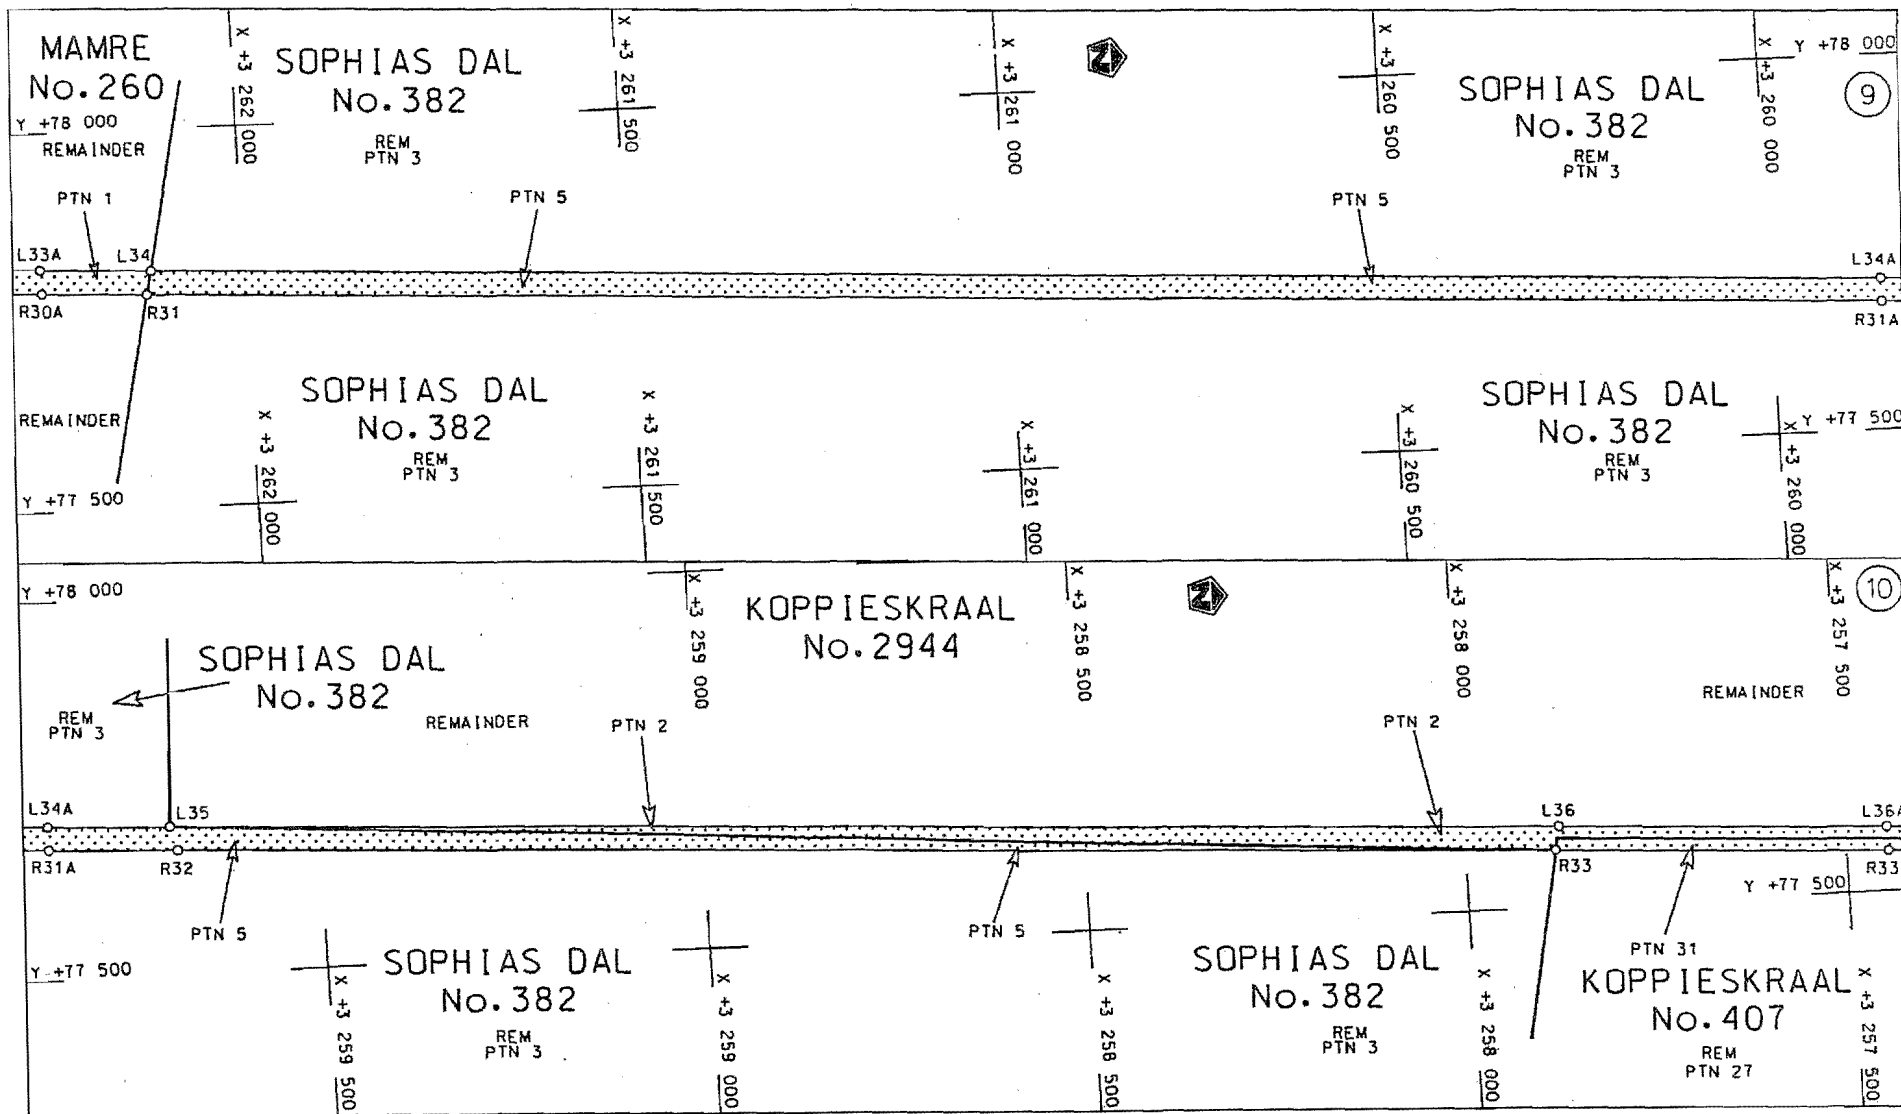 MAMRE
No.260
Y +78 000
REMAINDER
PTN 1
X +3 262 000
SOPHIAS DAL
No.382
REM
PTN 3
X +3 261 500
PTN 5
X +3 261 000
N
X +3 260 500
PTN 5
SOPHIAS DAL
No.382
REM
PTN 3
X +3 260 000
Y +78 000
9
L33A
L34
L34A
R30A
R31
R31A
REMAINDER
Y +77 500
X +3 262 000
SOPHIAS DAL
No.382
REM
PTN 3
X +3 261 500
X +3 261 000
X +3 260 500
SOPHIAS DAL
No.382
REM
PTN 3
X +3 260 000
Y +77 500
Y +78 000
SOPHIAS DAL
No.382
REM
PTN 3
REMAINDER
X +3 259 000
PTN 2
KOPPIESKRAAL
No.2944
X +3 258 500
N
X +3 258 000
PTN 2
REMAINDER
X +3 257 500
10
L34A
L35
L36
L36A
R31A
R32
R33
R33
PTN 5
PTN 5
Y +77 500
PTN 31
Y +77 500
X +3 259 500
SOPHIAS DAL
No.382
REM
PTN 3
X +3 259 000
X +3 258 500
SOPHIAS DAL
No.382
REM
PTN 3
X +3 258 000
KOPPIESKRAAL
No.407
REM
PTN 27
X +3 257 500